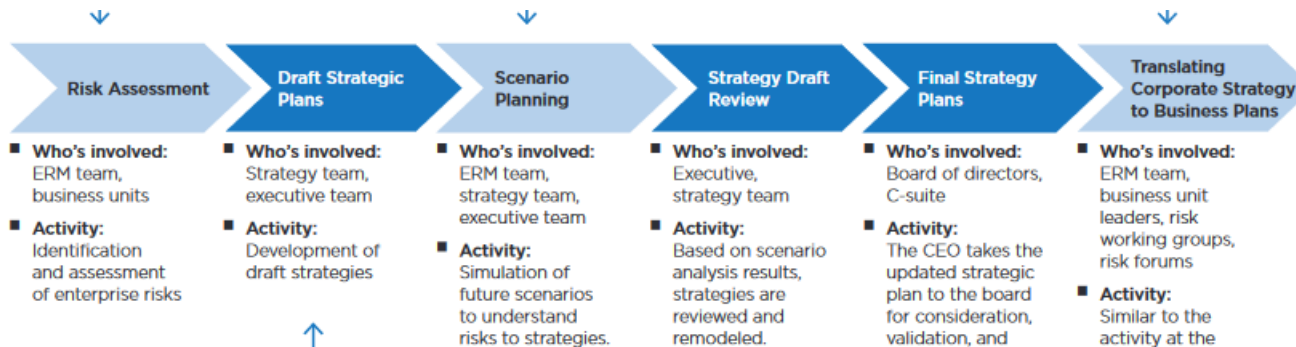 Risk Assessment
Draft Strategic
Plans
Scenario
Planning
Strategy Draft
Review
Final Strategy
Plans
Translating
Corporate Strategy
to Business Plans
■ Who's involved:
ERM team,
business units
■ Activity:
Identification
and assessment
of enterprise risks
■ Who's involved:
Strategy team,
executive team
■ Activity:
Development of
draft strategies
■ Who's involved:
ERM team,
strategy team,
executive team
■ Activity:
Simulation of
future scenarios
to understand
risks to strategies.
■ Who's involved:
Executive,
strategy team
■ Activity:
Based on scenario
analysis results,
strategies are
reviewed and
remodeled.
■ Who's involved:
Board of directors,
C-suite
■ Activity:
The CEO takes the
updated strategic
plan to the board
for consideration,
validation, and
■ Who's involved:
ERM team,
business unit
leaders, risk
working groups,
risk forums
■ Activity:
Similar to the
activity at the